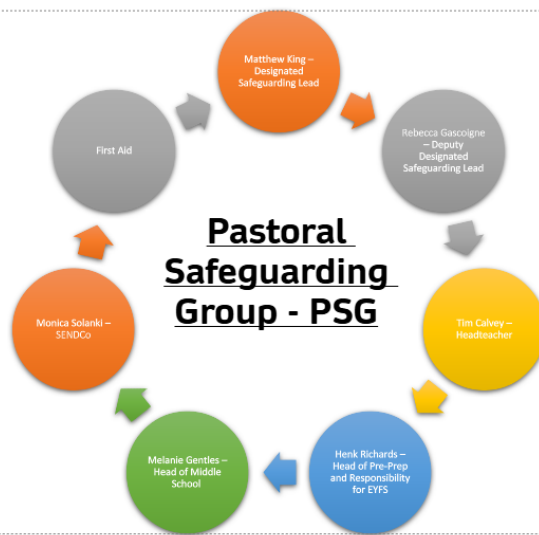 Matthew King –
Designated
Safeguarding Lead
Rebecca Gascoigne
– Deputy
Designated
Safeguarding Lead
Tim Calvey –
Headteacher
Henk Richards –
Head of Pre-Prep
and Responsibility
for EYFS
Melanie Gentles –
Head of Middle
School
Monica Solanki –
SENDCo
First Aid
Pastoral
Safeguarding
Group - PSG